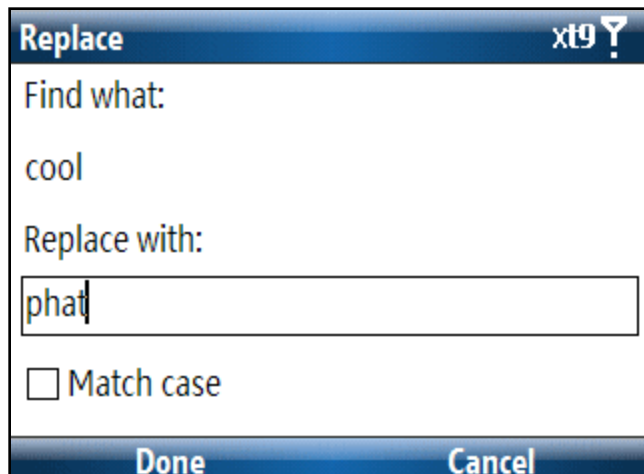 Replace xt9
Find what:
cool
Replace with:
phat
Match case
Done Cancel